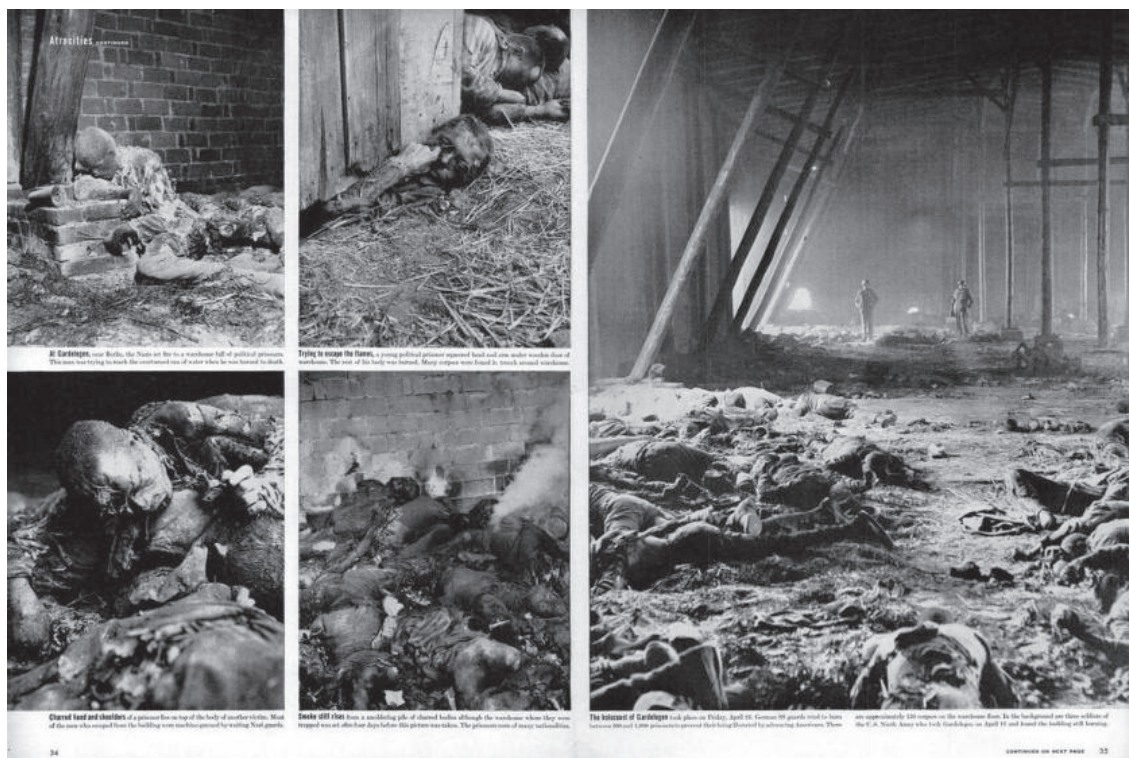 Atrocities CONTINUED
At Gardelegen, near Berlin, the Nazis set fire to a warehouse full of political prisoners.
This man was trying to reach the overturned can of water when he was burned to death.
Trying to escape the flames, a young political prisoner squeezed head and arm under wooden door of
warehouse. The rest of his body was burned. Many corpses were found in trench around warehouse.
Charred head and shoulders of a prisoner lies on top of the body of another victim. Most
of the men who escaped from the building were machine-gunned by waiting Nazi guards.
Smoke still rises from a smoldering pile of charred bodies although the warehouse where they were
trapped was set afire four days before this picture was taken. The prisoners were of many nationalities.
The holocaust of Gardelegen took place on Friday, April 13. German SS guards tried to burn
between 500 and 1,000 prisoners to prevent their being liberated by advancing Americans. These
are approximately 150 corpses on the warehouse floor. In the background are three soldiers of
the U.S. Ninth Army who took Gardelegen on April and found the building still burning.
34
CONTINUED ON NEXT PAGE 35